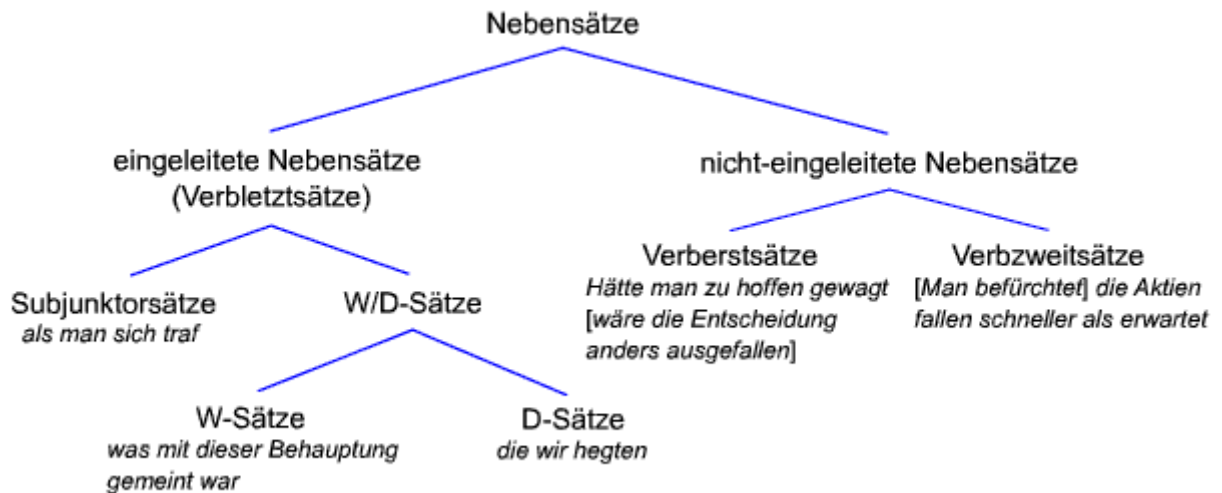 Nebensätze
eingeleitete Nebensätze
(Verbletztsätze)
nicht-eingeleitete Nebensätze
Subjunktorsätze
als man sich traf
W/D-Sätze
Verberstsätze
Hätte man zu hoffen gewagt
[wäre die Entscheidung
anders ausgefallen]
Verbzweitsätze
[Man befürchtet] die Aktien
fallen schneller als erwartet
W-Sätze
was mit dieser Behauptung
gemeint war
D-Sätze
die wir hegten